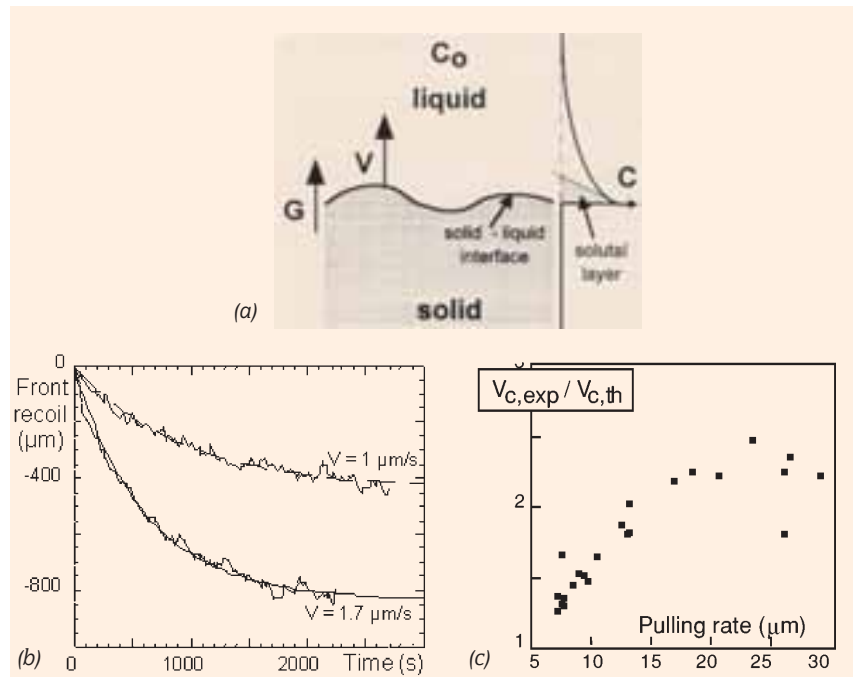 Co
liquid
V
G
C
solid - liquid
interface
solutal
layer
solid
(a)
0
Front
recoil
(μm)
-400
-800
V = 1 μm/s
V = 1.7 μm/s
0
1000
2000
Time (s)
(b)
Vc,exp / Vc,th
2
1
Pulling rate (μm)
5
10
15
20
25
30
(c)